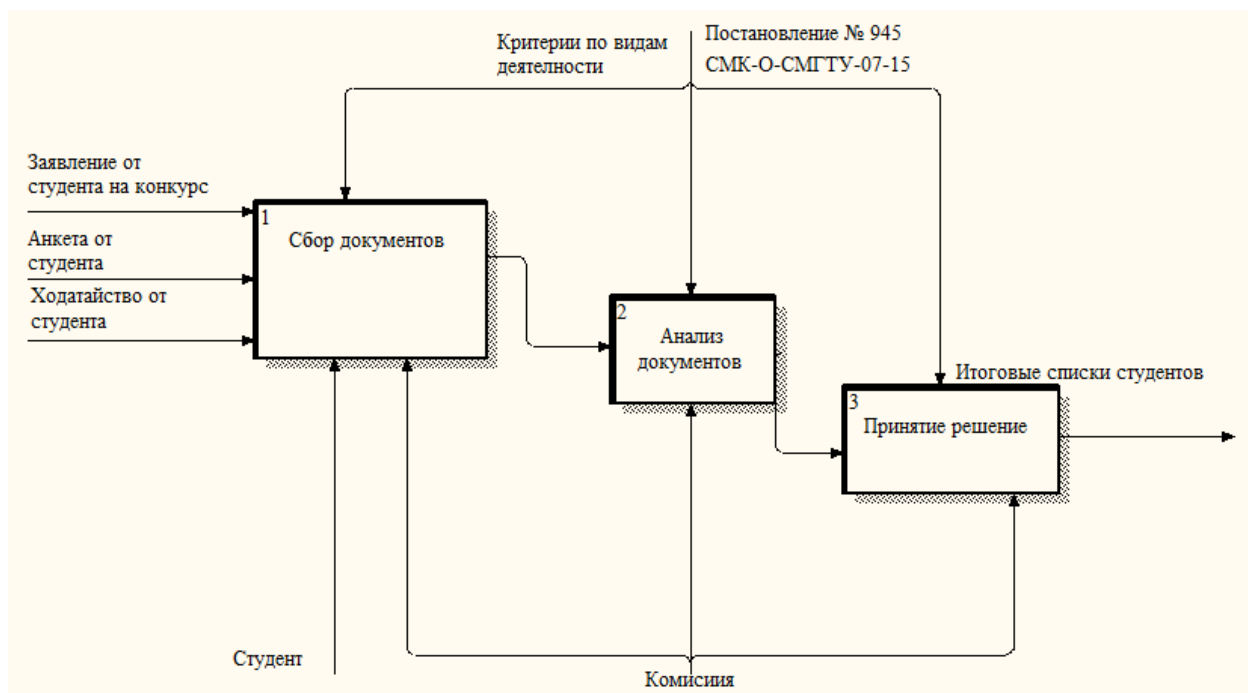 Критерии по видам
деятелности
Постановление № 945
СМК-О-СМГТУ-07-15
Заявление от
студента на конкурс
Анкета от
студента
Ходатайство от
студента
1
Сбор документов
2
Анализ
документов
Итоговые списки студентов
3
Принятие решение
Студент
Комисиия